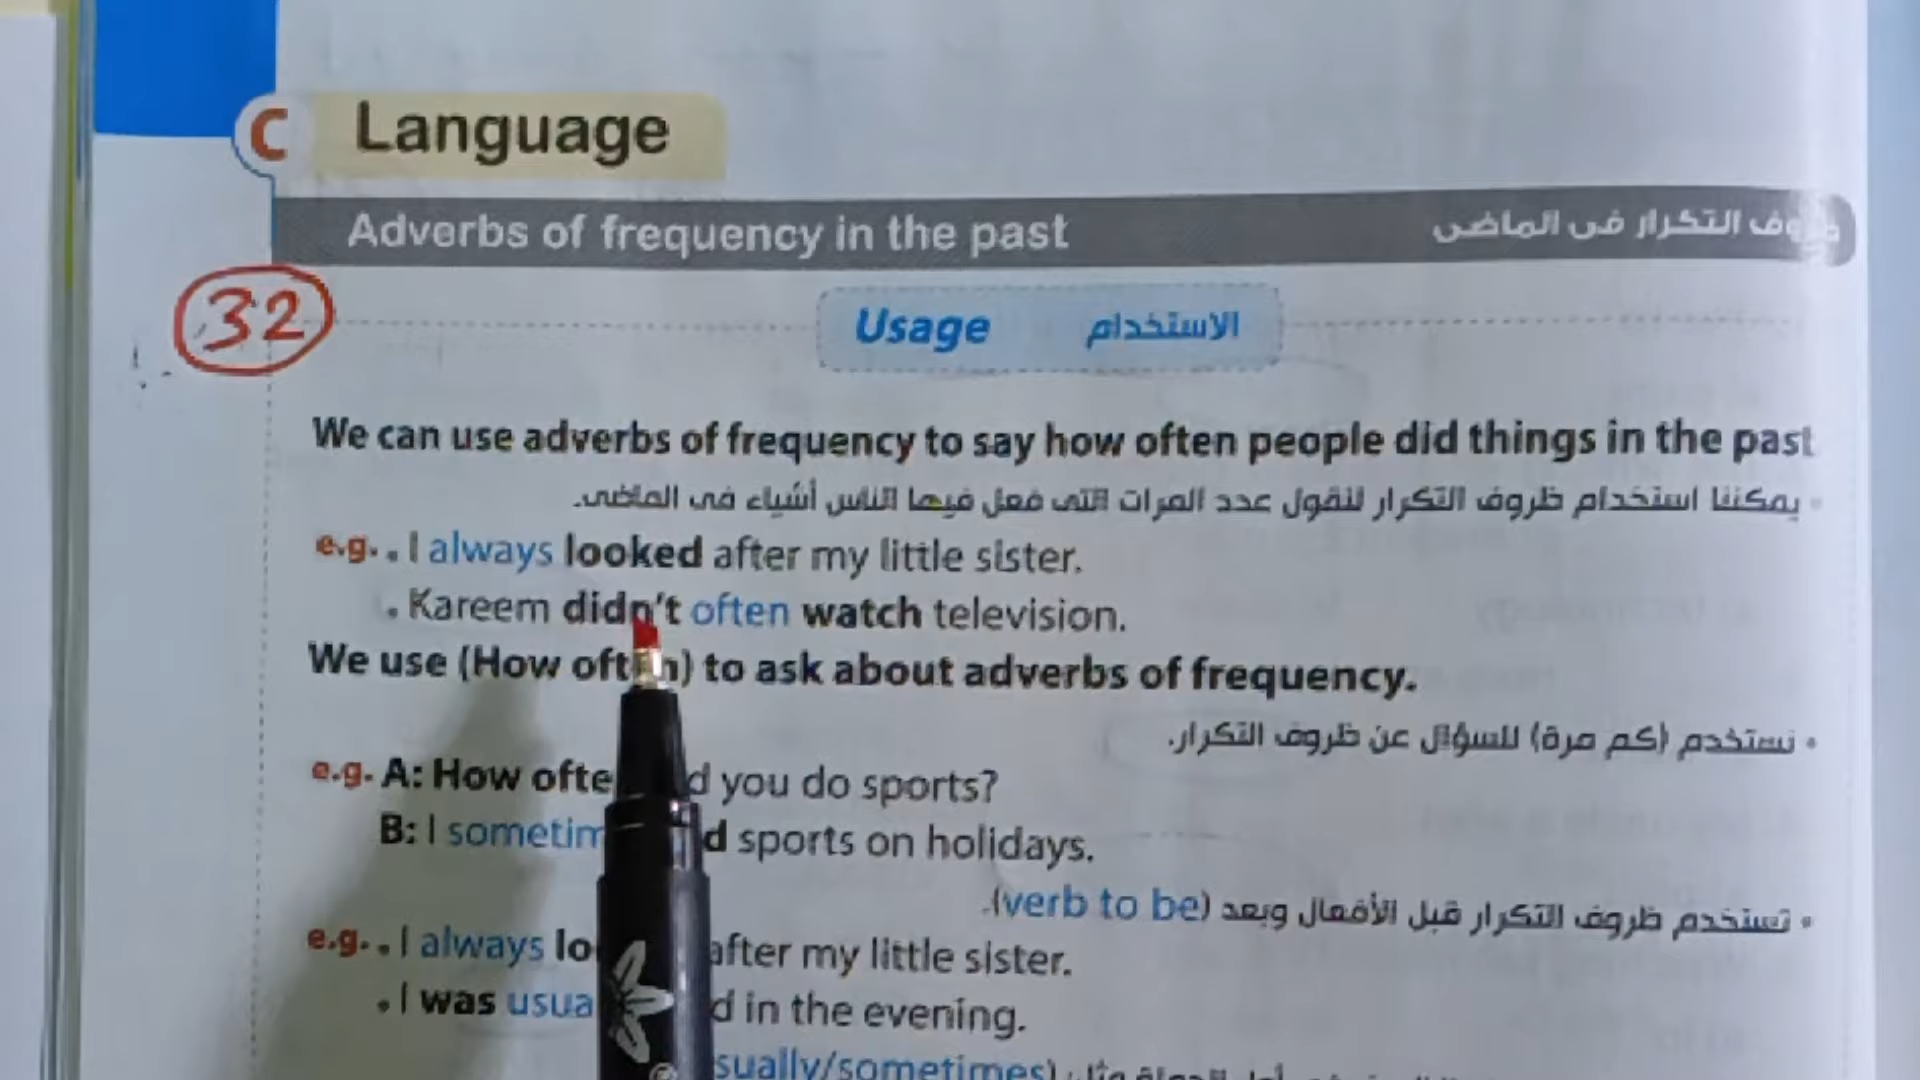 C Language
Adverbs of frequency in the past ظروف التكرار فى الماضى
32
Usage الاستخدام
We can use adverbs of frequency to say how often people did things in the past
• يمكننا استخدام ظروف التكرار لنقول عدد المرات التى فعل فيها الناس أشياء فى الماضى.
e.g. • I always looked after my little sister.
• Kareem didn't often watch television.
We use (How often) to ask about adverbs of frequency.
• نستخدم (كم مرة) للسؤال عن ظروف التكرار.
e.g. A: How you do sports?
B: I sports on holidays.
• تستخدم ظروف التكرار قبل الأفعال وبعد (verb to be).
e.g. • I always after my little sister.
• I was in the evening.
sually/sometimes)